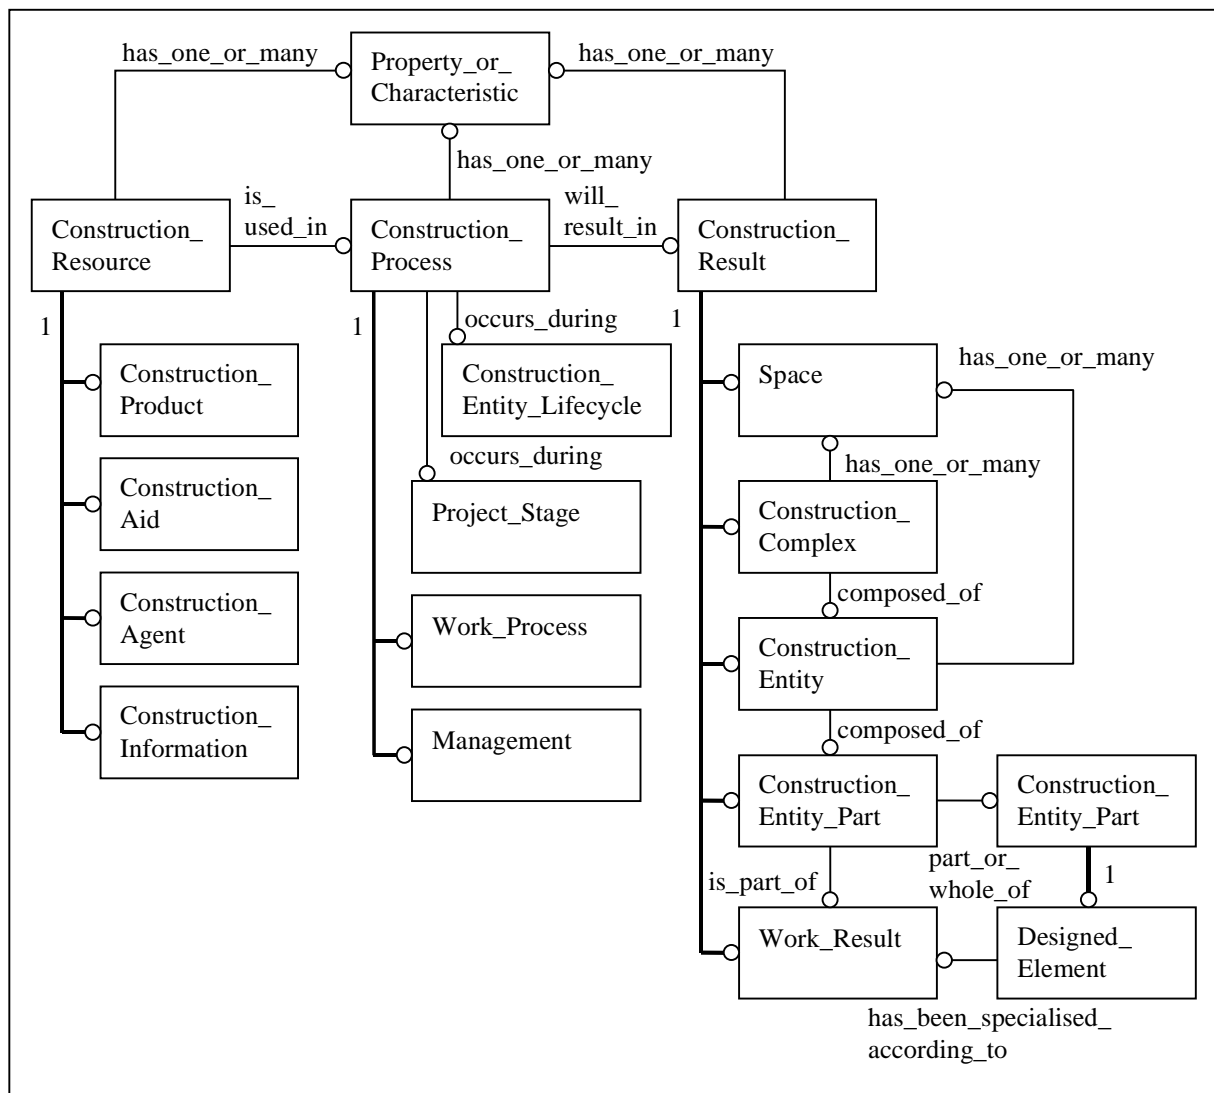 has_one_or_many
Property_or_
Characteristic
has_one_or_many
has_one_or_many
Construction_
Resource
is_
used_in
Construction_
Process
will_
result_in
Construction_
Result
1
1
1
occurs_during
Construction_
Product
Construction_
Entity_Lifecycle
Space
has_one_or_many
occurs_during
has_one_or_many
Construction_
Aid
Project_Stage
Construction_
Complex
composed_of
Construction_
Agent
Work_Process
Construction_
Entity
composed_of
Construction_
Information
Management
Construction_
Entity_Part
Construction_
Entity_Part
is_part_of
part_or_
whole_of
1
Work_Result
Designed_
Element
has_been_specialised_
according_to